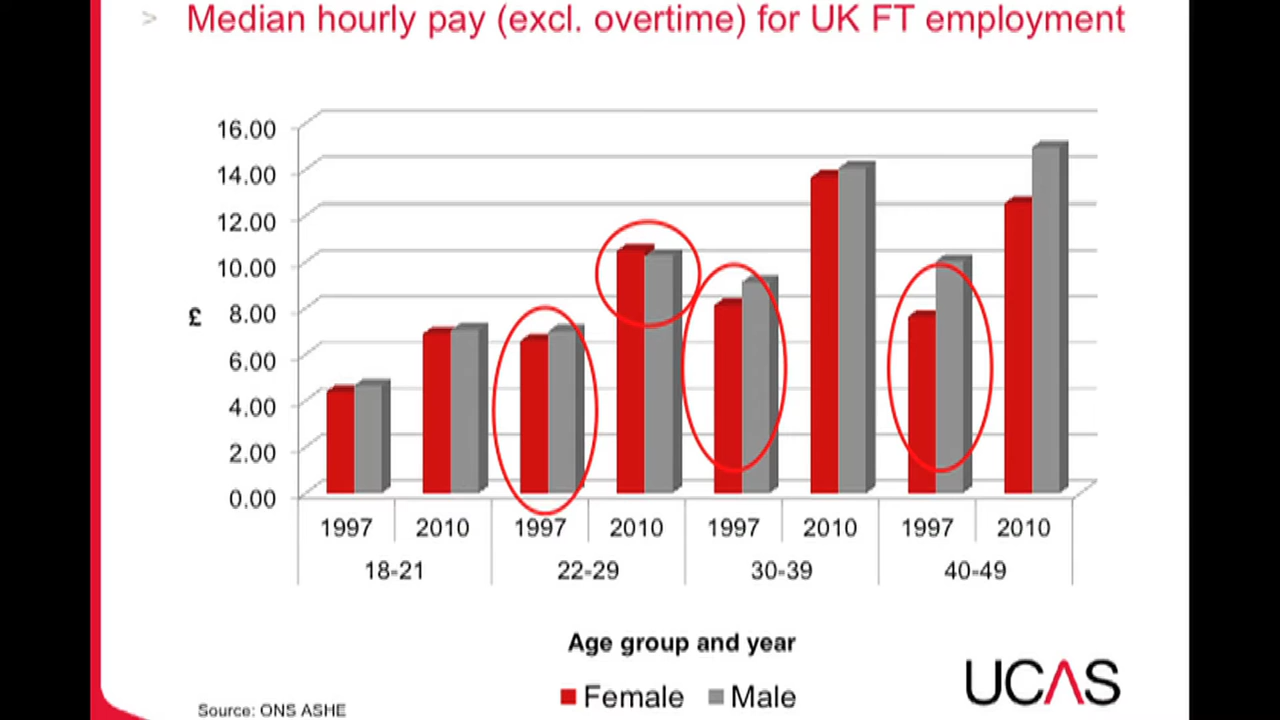 > Median hourly pay (excl. overtime) for UK FT employment
16.00
14.00
12.00
10.00
8.00
6.00
4.00
2.00
0.00
£
1997 2010 1997 2010 1997 2010 1997 2010
18-21 22-29 30-39 40-49
Age group and year
Female Male
Source: ONS ASHE
UCAS